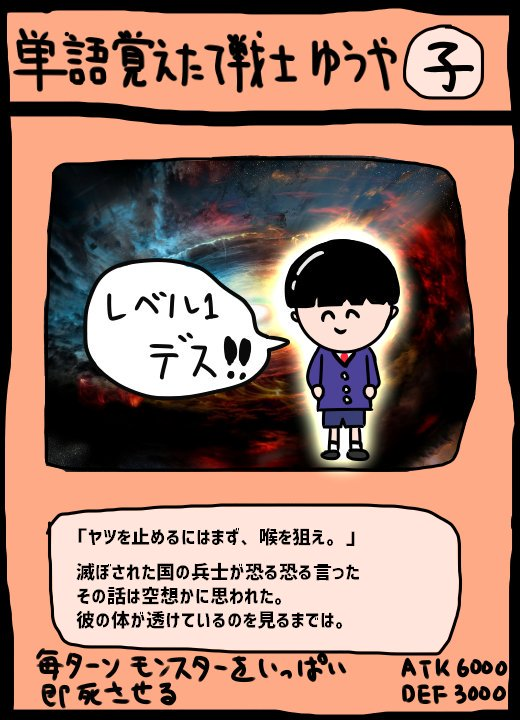 単語覚えたて戦士 ゆうや 子
レベル1
デス!!
「ヤツを止めるにはまず、喉を狙え。」
滅ぼされた国の兵士が恐る恐る言った
その話は空想かに思われた。
彼の体が透けているのを見るまでは。
毎ターン モンスターをいっぱい
即死させる
ATK 6000
DEF 3000